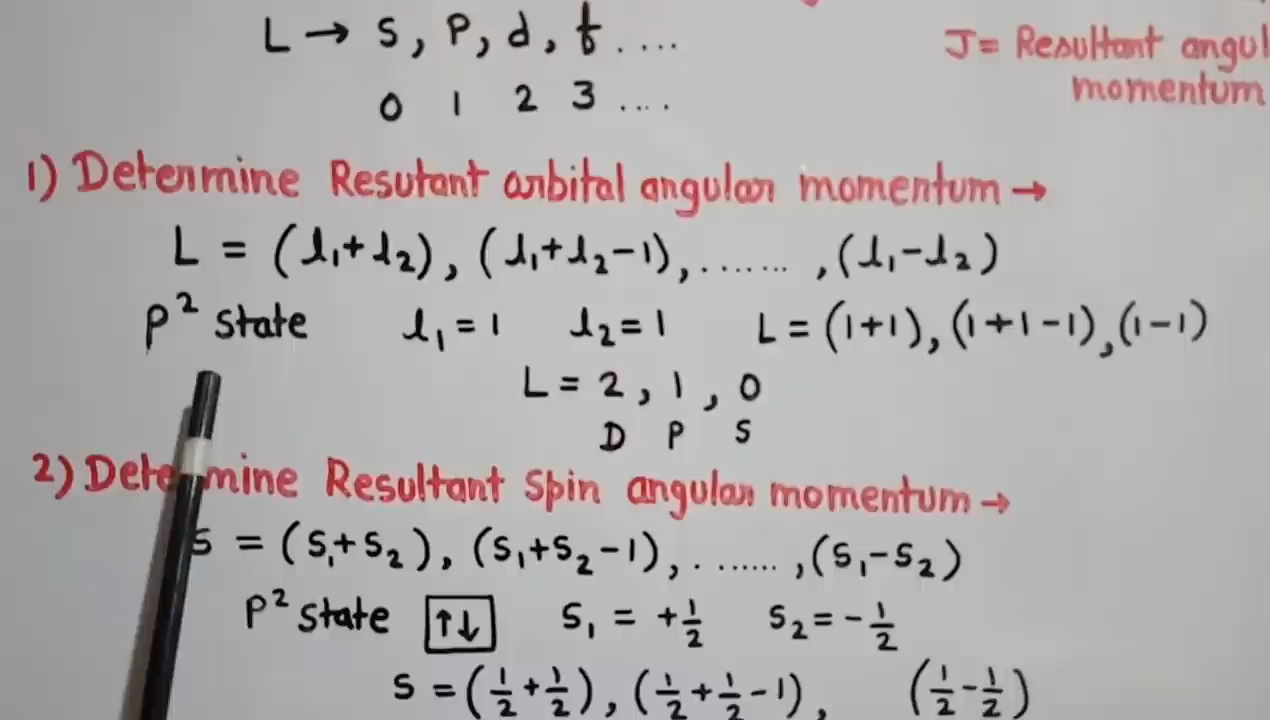 L → s, p, d, f ....
0 1 2 3 ....
J = Resultant angul
momentum
1) Determine Resutant orbital angular momentum →
L = (l₁+l₂), (l₁+l₂-1), ....... , (l₁-l₂)
P² state l₁=1 l₂=1 L = (1+1), (1+1-1), (1-1)
L = 2, 1, 0
D P S
2) Dete mine Resultant Spin angular momentum →
s = (s₁+s₂), (s₁+s₂-1), ........ , (s₁-s₂)
P² state ↑↓ s₁ = +1/2 s₂ = -1/2
s = (1/2+1/2), (1/2+1/2-1), (1/2-1/2)